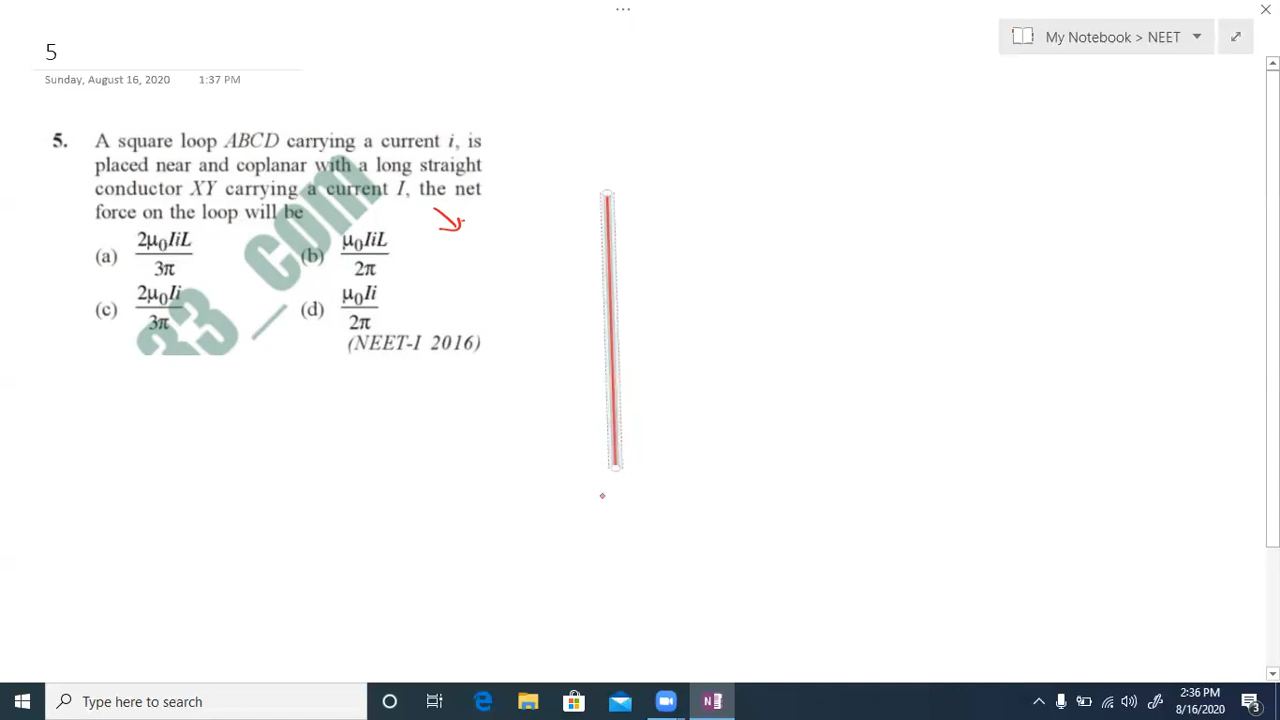 My Notebook > NEET
5
Sunday, August 16, 2020 1:37 PM
5. A square loop ABCD carrying a current i, is
placed near and coplanar with a long straight
conductor XY carrying a current I, the net
force on the loop will be
(a) 2μ₀IiL/3π (b) μ₀IiL/2π
(c) 2μ₀Ii/3π (d) μ₀Ii/2π
(NEET-I 2016)
33_com
Type here to search
2:36 PM
8/16/2020
3